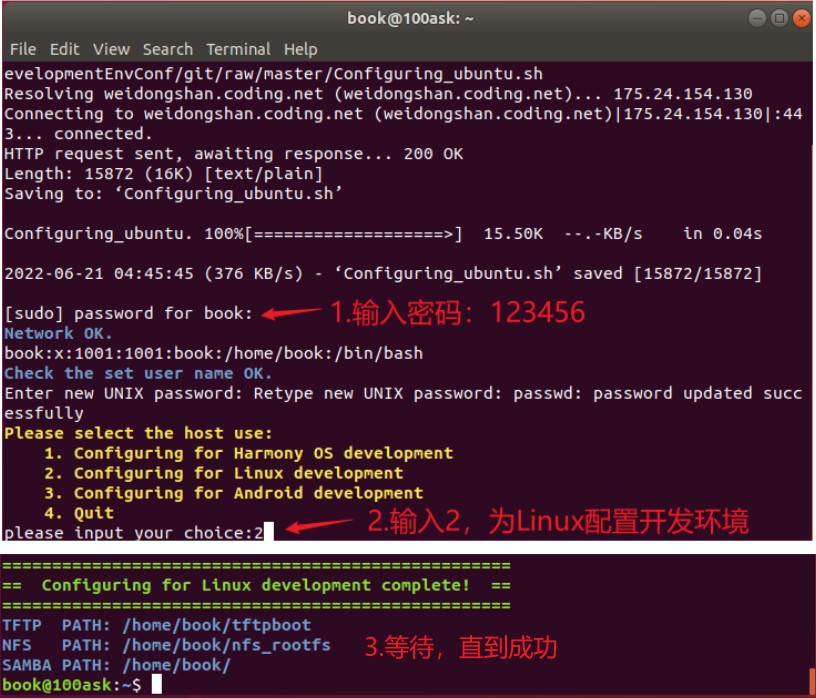 book@100ask: ~
File Edit View Search Terminal Help
evelopmentEnvConf/git/raw/master/Configuring_ubuntu.sh
Resolving weidongshan.coding.net (weidongshan.coding.net)... 175.24.154.130
Connecting to weidongshan.coding.net (weidongshan.coding.net)|175.24.154.130|:44
3... connected.
HTTP request sent, awaiting response... 200 OK
Length: 15872 (16K) [text/plain]
Saving to: ‘Configuring_ubuntu.sh’
Configuring_ubuntu. 100%[===================>] 15.50K --.-KB/s in 0.04s
2022-06-21 04:45:45 (376 KB/s) - ‘Configuring_ubuntu.sh’ saved [15872/15872]
[sudo] password for book: 1.输入密码：123456
Network OK.
book:x:1001:1001:book:/home/book:/bin/bash
Check the set user name OK.
Enter new UNIX password: Retype new UNIX password: passwd: password updated succ
essfully
Please select the host use:
1. Configuring for Harmony OS development
2. Configuring for Linux development
3. Configuring for Android development
4. Quit
please input your choice:2 2.输入2，为Linux配置开发环境
===================================================
== Configuring for Linux development complete! ==
===================================================
TFTP PATH: /home/book/tftpboot
NFS PATH: /home/book/nfs_rootfs 3.等待，直到成功
SAMBA PATH: /home/book/
book@100ask:~$